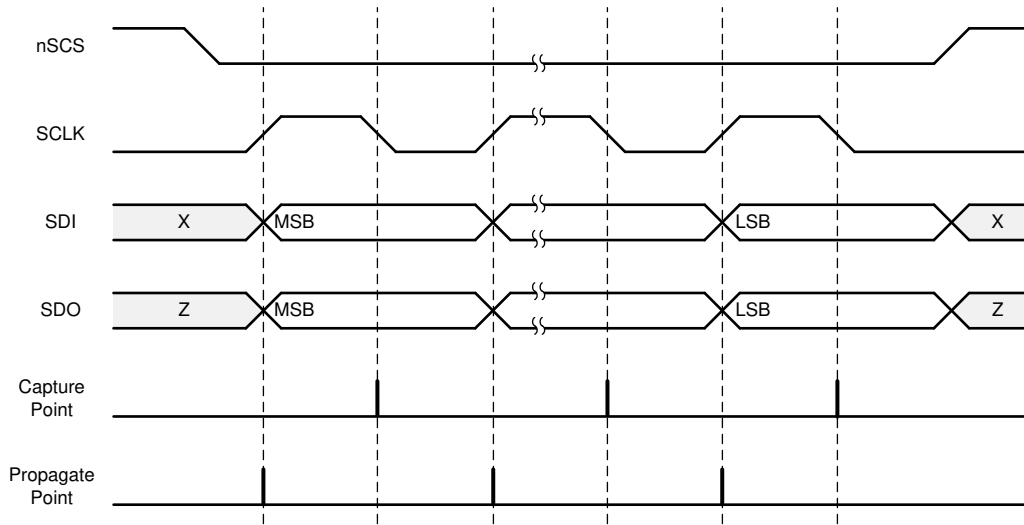 nSCS
SCLK
SDI
X
MSB
LSB
X
SDO
Z
MSB
LSB
Z
Capture
Point
Propagate
Point